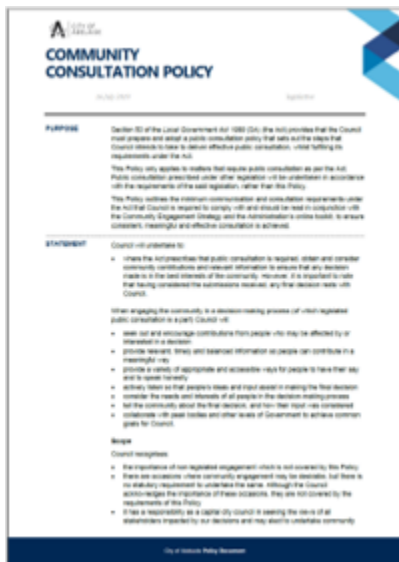 CITY OF
ADELAIDE
COMMUNITY
CONSULTATION POLICY
PURPOSE
Section 50 of the Local Government Act 1999 (SA) (the Act) provides that the Council
must prepare and adopt a public consultation policy that sets out the steps that
Council intends to take to deliver effective public consultation, whilst fulfilling its
requirements under the Act.
This Policy only applies to matters that require public consultation as per the Act.
Public consultation prescribed under other legislation will be undertaken in accordance
with the requirements of the said legislation, rather than this Policy.
This Policy outlines the minimum communication and consultation requirements under
the Act that Council is required to comply with and should be read in conjunction with
the Community Engagement Strategy and the Administration's online toolkit, to ensure
consistent, meaningful and effective consultation is achieved.
STATEMENT
Council will undertake to:
• where the Act prescribes that public consultation is required, obtain and consider
community contributions and relevant information to ensure that any decision
made is in the best interests of the community. However, it is important to note
that having considered the submissions received, any final decision rests with
Council.
When engaging the community in a decision making process (of which legislated
public consultation is a part) Council will:
• seek out and encourage contributions from people who may be affected by or
interested in a decision
• provide relevant, timely and balanced information so people can contribute in a
meaningful way
• provide a variety of appropriate and accessible ways for people to have their say
and to speak honestly
• actively listen so that people's ideas and input assist in making the final decision
• consider the needs and interests of all people in the decision making process
• tell the community about the final decision, and how their input was considered
• collaborate with peak bodies and other levels of Government to achieve common
goals for Council.
Scope
Council recognises:
• the importance of non legislated engagement which is not covered by this Policy
• there are occasions where community engagement may be desirable, but there is
no statutory requirement to undertake the same. Although the Council
acknowledges the importance of these occasions, they are not covered by the
requirements of this Policy
• it has a responsibility as a capital city council in seeking the views of all
stakeholders impacted by our decisions and may elect to undertake community
City of Adelaide Policy Document